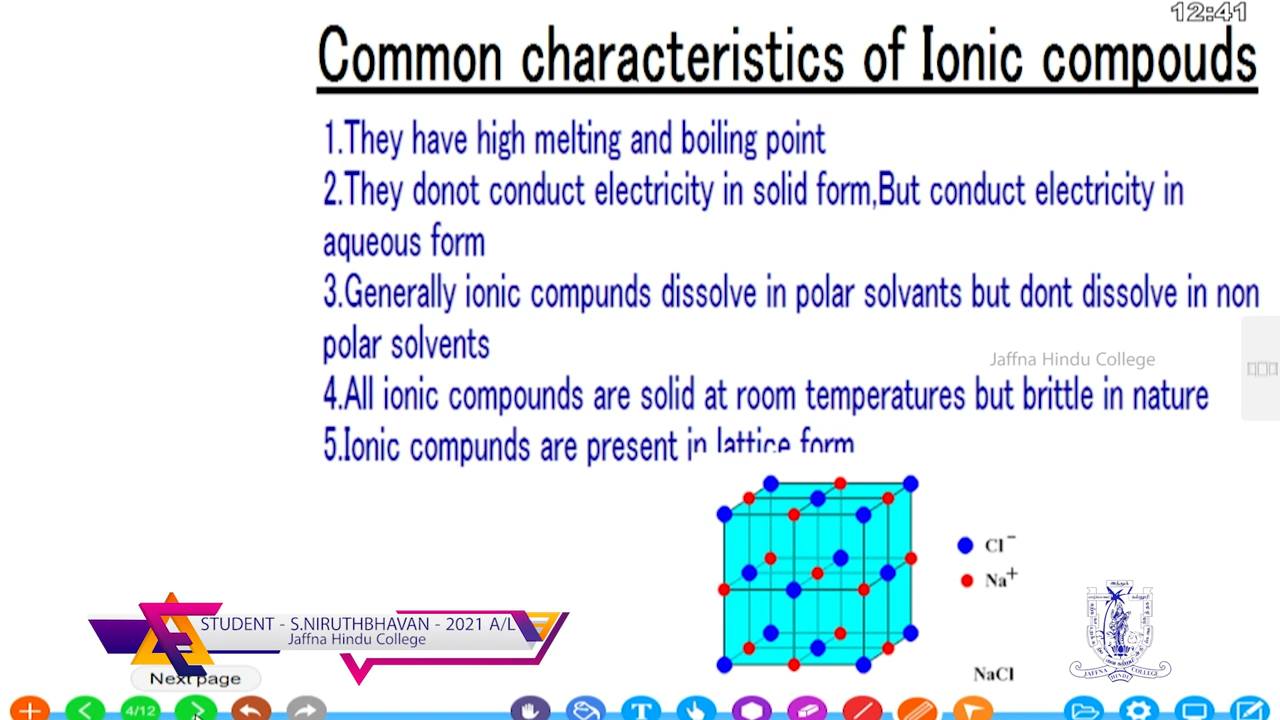 12:41
Common characteristics of Ionic compouds
1.They have high melting and boiling point
2.They donot conduct electricity in solid form,But conduct electricity in
aqueous form
3.Generally ionic compunds dissolve in polar solvants but dont dissolve in non
polar solvents
Jaffna Hindu College
4.All ionic compounds are solid at room temperatures but brittle in nature
5.Ionic compunds are present in lattice form
Cl⁻
Na⁺
NaCl
STUDENT - S.NIRUTHBHAVAN - 2021 A/L
Jaffna Hindu College
JAFFNA HINDU COLLEGE
Next page
4/12
T